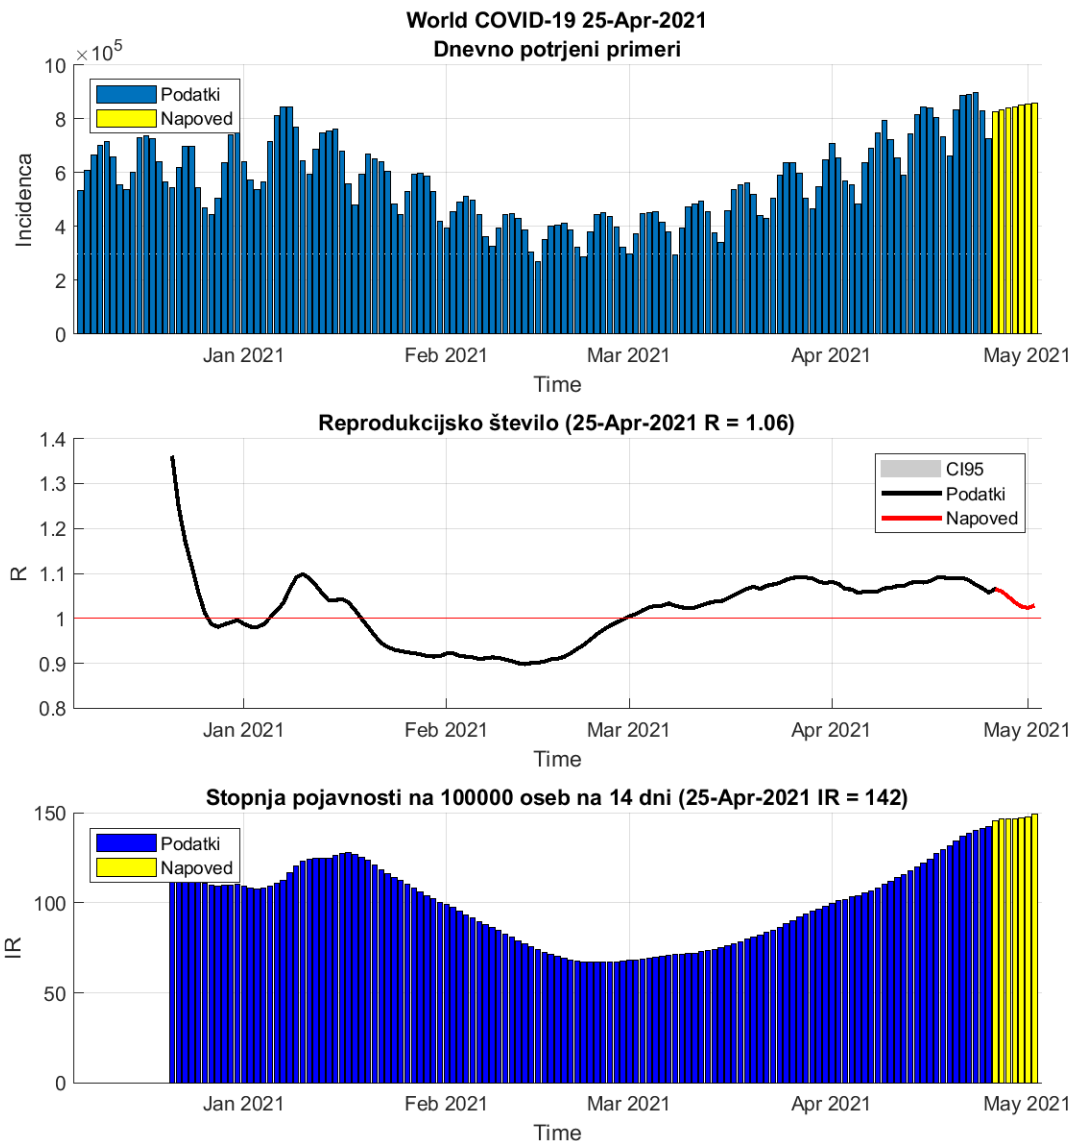 World COVID-19 25-Apr-2021
Dnevno potrjeni primeri
×10^5
10
8
6
4
2
0
Incidenca
Podatki
Napoved
Jan 2021
Feb 2021
Mar 2021
Apr 2021
May 2021
Time
Reprodukcijsko število (25-Apr-2021 R = 1.06)
1.4
1.3
1.2
1.1
1
0.9
0.8
R
CI95
Podatki
Napoved
Jan 2021
Feb 2021
Mar 2021
Apr 2021
May 2021
Time
Stopnja pojavnosti na 100000 oseb na 14 dni (25-Apr-2021 IR = 142)
150
100
50
0
IR
Podatki
Napoved
Jan 2021
Feb 2021
Mar 2021
Apr 2021
May 2021
Time